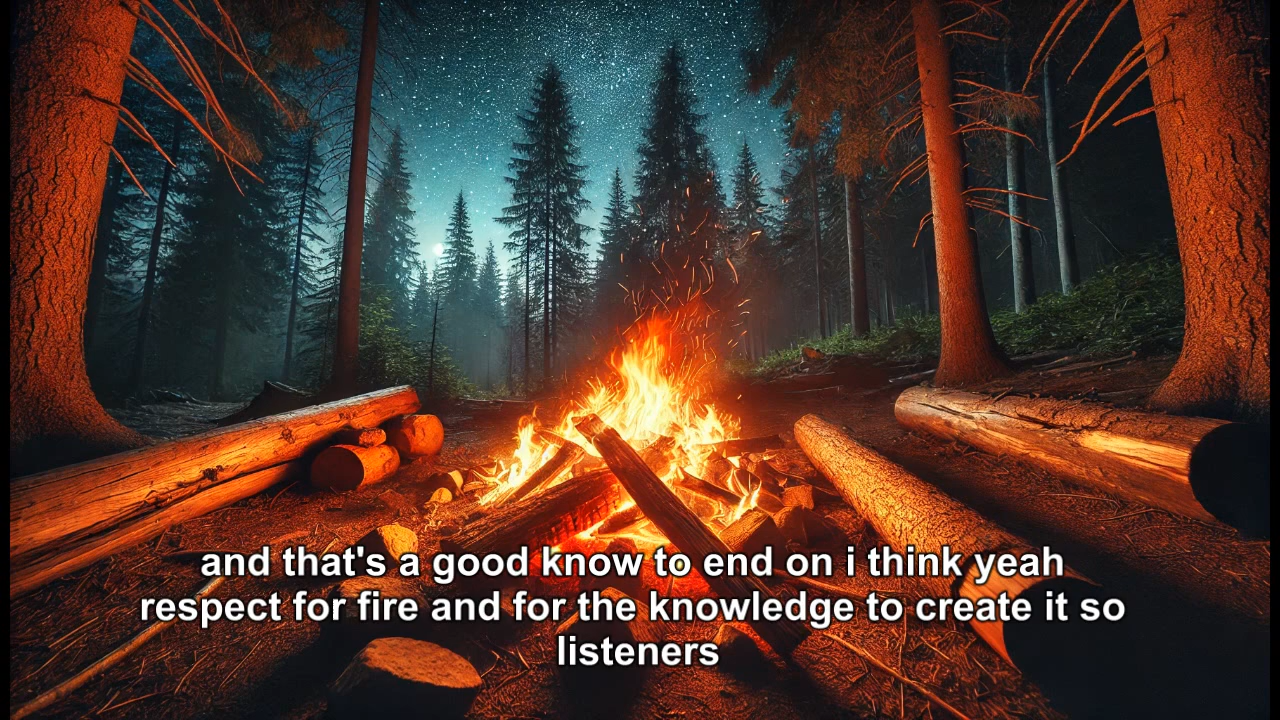 and that's a good know to end on i think yeah
respect for fire and for the knowledge to create it so
listeners